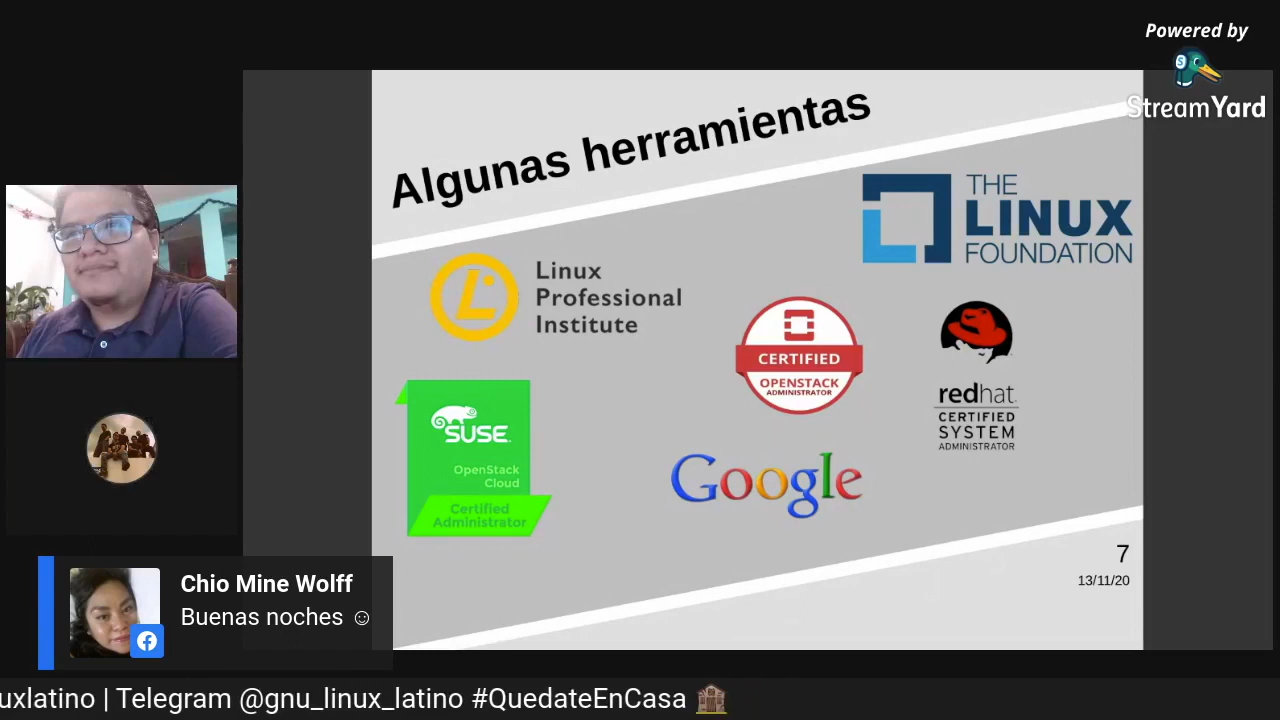 Powered by
StreamYard
Algunas herramientas
THE
LINUX
FOUNDATION
Linux
Professional
Institute
CERTIFIED
OPENSTACK
ADMINISTRATOR
redhat.
CERTIFIED
SYSTEM
ADMINISTRATOR
SUSE
OpenStack
Cloud
Certified
Administrator
Google
7
13/11/20
Chio Mine Wolff
Buenas noches ☺
uxlatino | Telegram @gnu_linux_latino #QuedateEnCasa 🏚